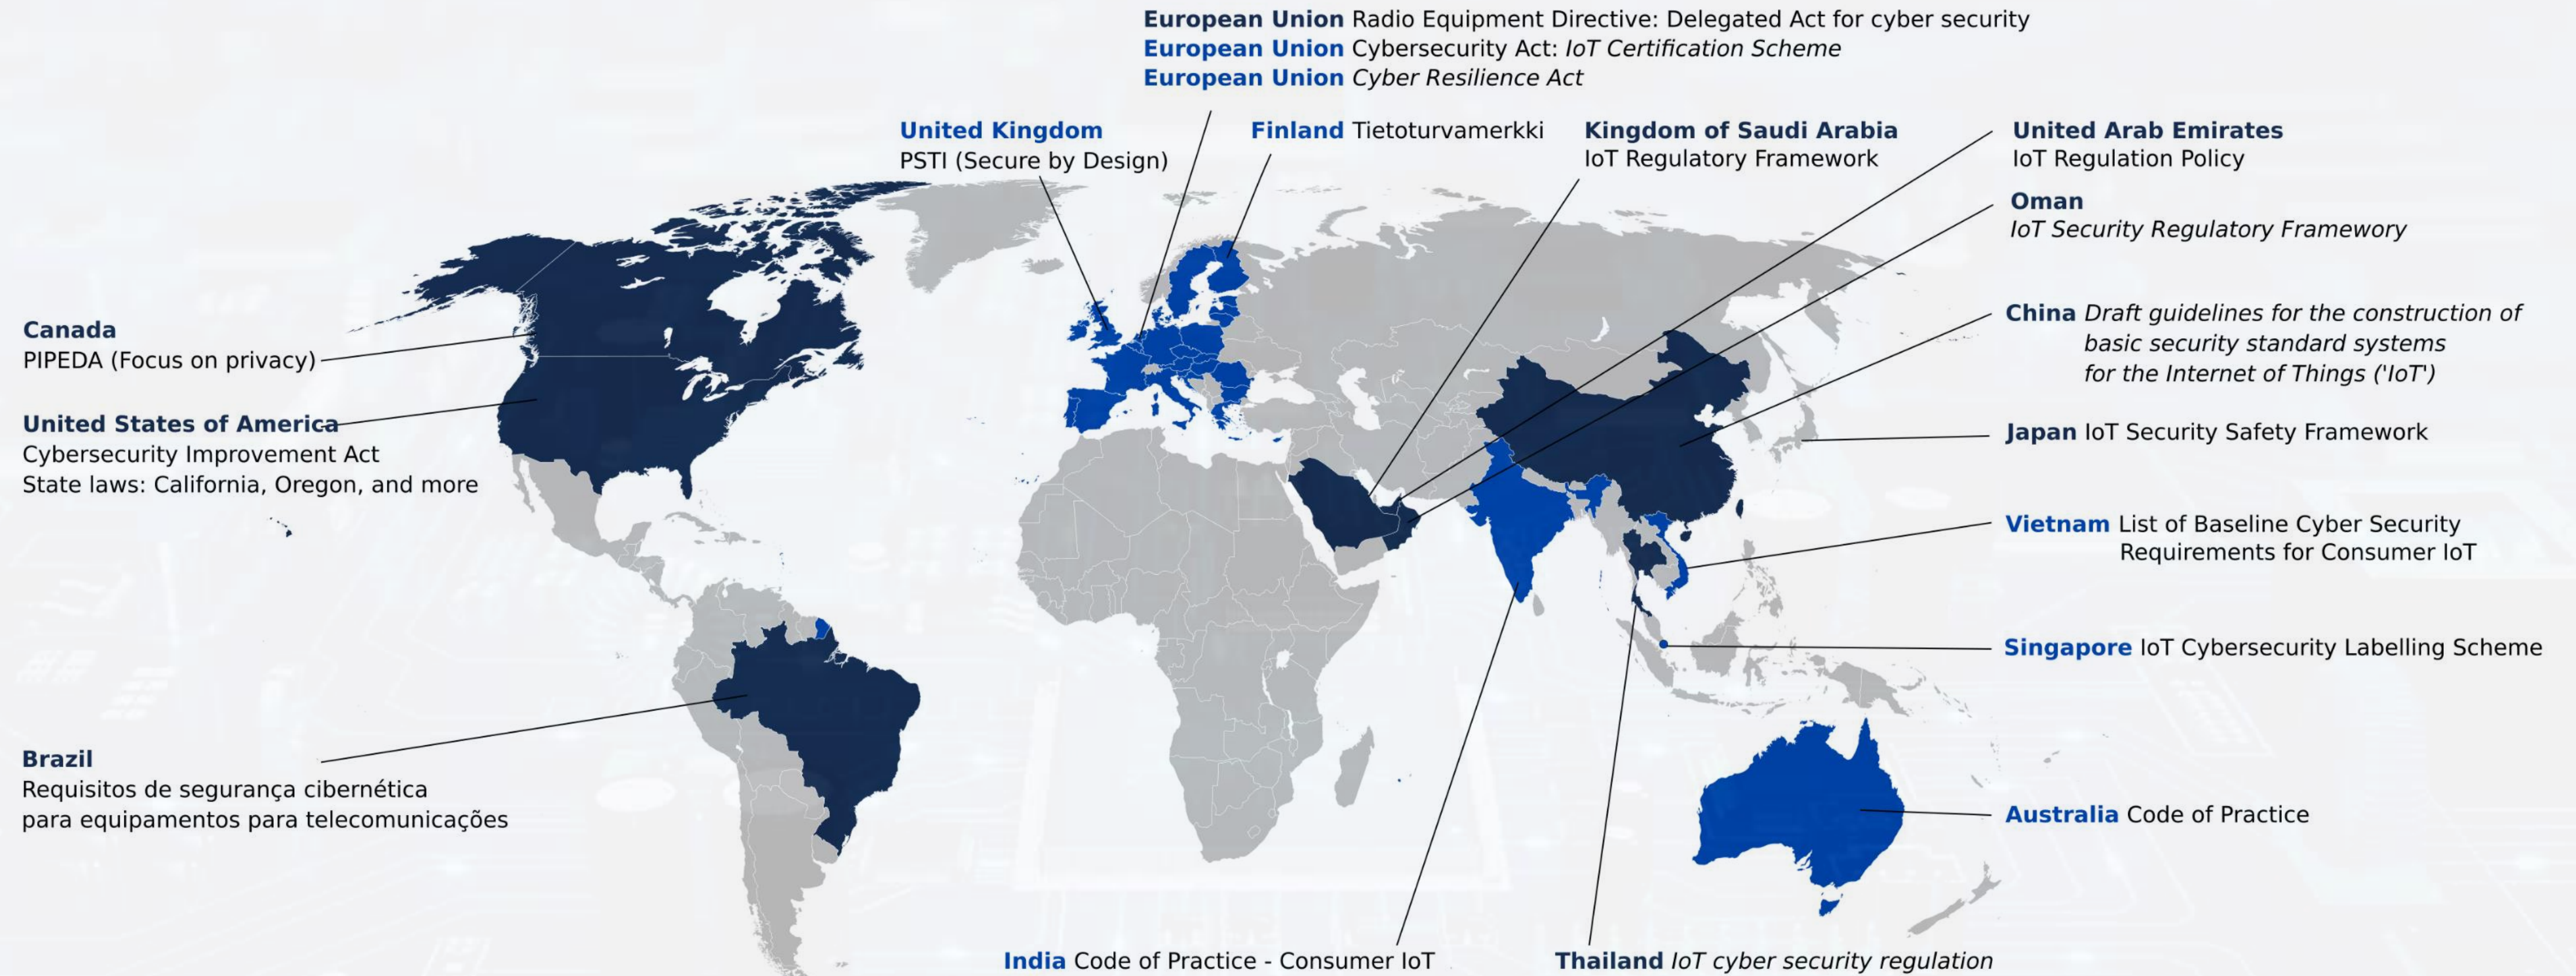 European Union Radio Equipment Directive: Delegated Act for cyber security
European Union Cybersecurity Act: IoT Certification Scheme
European Union Cyber Resilience Act
United Kingdom
PSTI (Secure by Design)
Finland Tietoturvamerkki
Kingdom of Saudi Arabia
IoT Regulatory Framework
United Arab Emirates
IoT Regulation Policy
Oman
IoT Security Regulatory Framewory
Canada
PIPEDA (Focus on privacy)
United States of America
Cybersecurity Improvement Act
State laws: California, Oregon, and more
China Draft guidelines for the construction of
basic security standard systems
for the Internet of Things ('IoT')
Japan IoT Security Safety Framework
Vietnam List of Baseline Cyber Security
Requirements for Consumer IoT
Singapore IoT Cybersecurity Labelling Scheme
Brazil
Requisitos de segurança cibernética
para equipamentos para telecomunicações
Australia Code of Practice
India Code of Practice - Consumer IoT
Thailand IoT cyber security regulation